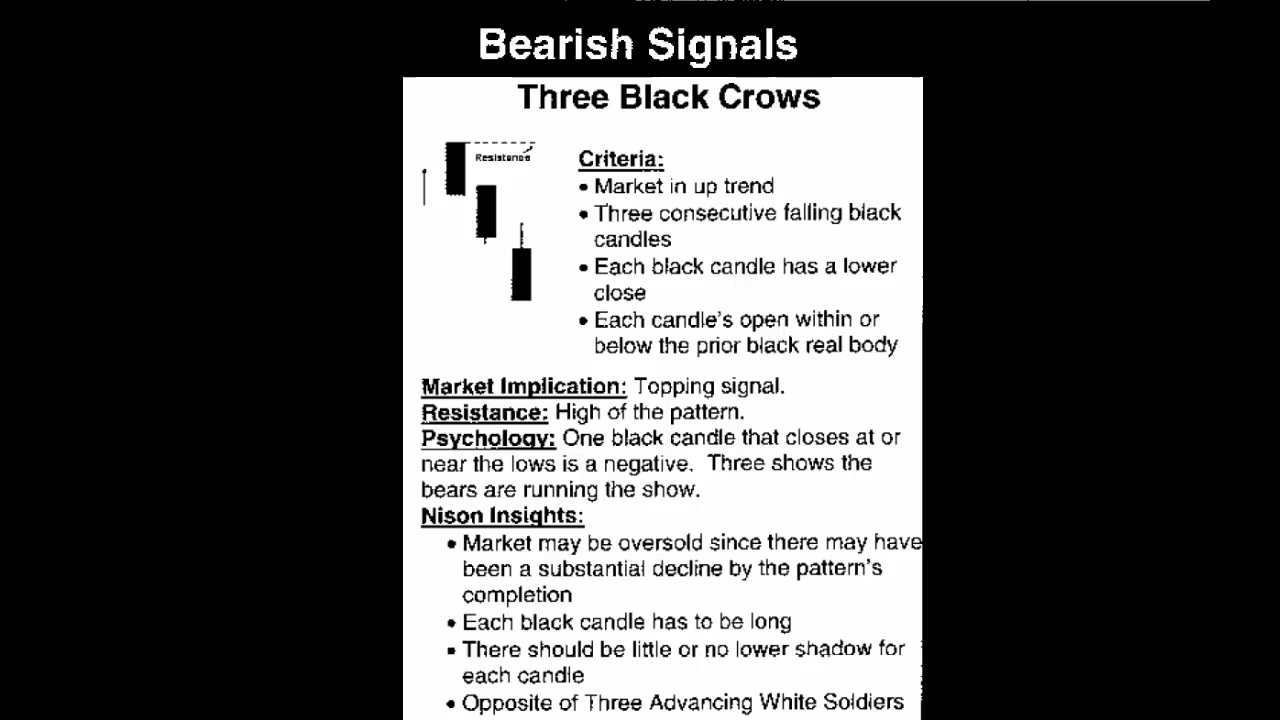 Bearish Signals
Three Black Crows
Resistance
Criteria:
• Market in up trend
• Three consecutive falling black
candles
• Each black candle has a lower
close
• Each candle's open within or
below the prior black real body
Market Implication: Topping signal.
Resistance: High of the pattern.
Psychology: One black candle that closes at or
near the lows is a negative. Three shows the
bears are running the show.
Nison Insights:
• Market may be oversold since there may have
been a substantial decline by the pattern's
completion
• Each black candle has to be long
• There should be little or no lower shadow for
each candle
• Opposite of Three Advancing White Soldiers